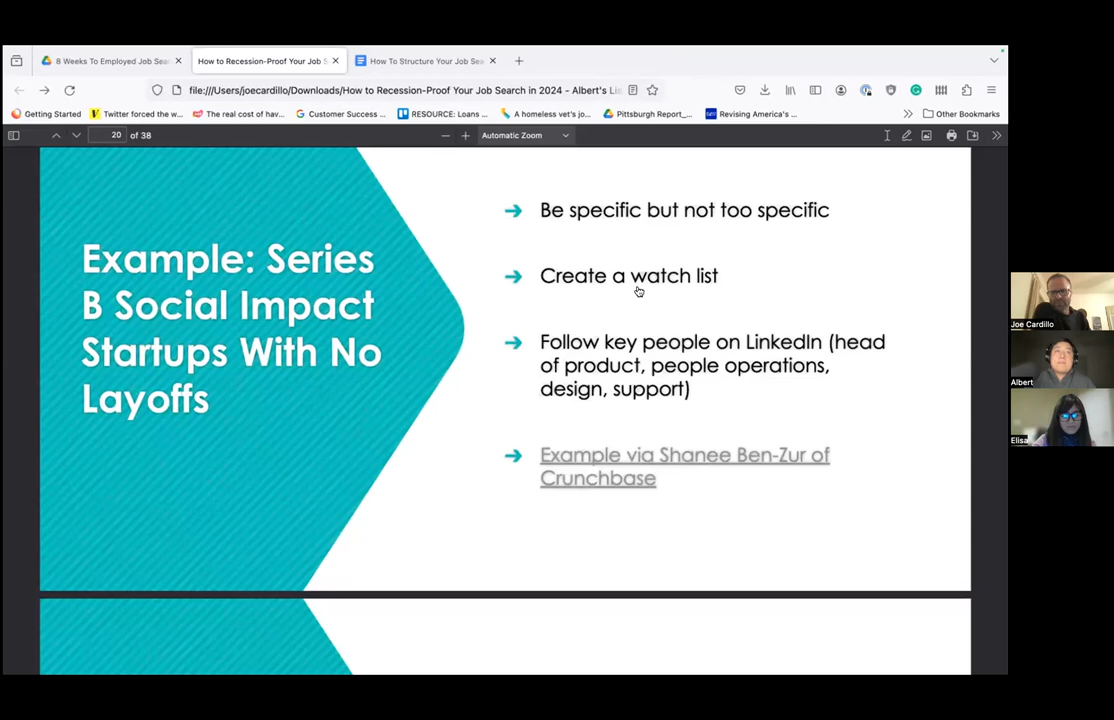 8 Weeks To Employed Job Sea
How to Recession-Proof Your Job S
How To Structure Your Job Sea
file:///Users/joecardillo/Downloads/How to Recession-Proof Your Job Search in 2024 - Albert's Lis
Getting Started
Twitter forced the w...
The real cost of hav...
Customer Success ...
RESOURCE: Loans ...
A homeless vet's jo...
Pittsburgh Report_...
Revising America's ...
Other Bookmarks
20 of 38
Automatic Zoom
Example: Series
B Social Impact
Startups With No
Layoffs
Be specific but not too specific
Create a watch list
Follow key people on LinkedIn (head
of product, people operations,
design, support)
Example via Shanee Ben-Zur of
Crunchbase
Joe Cardillo
Albert
Elisa